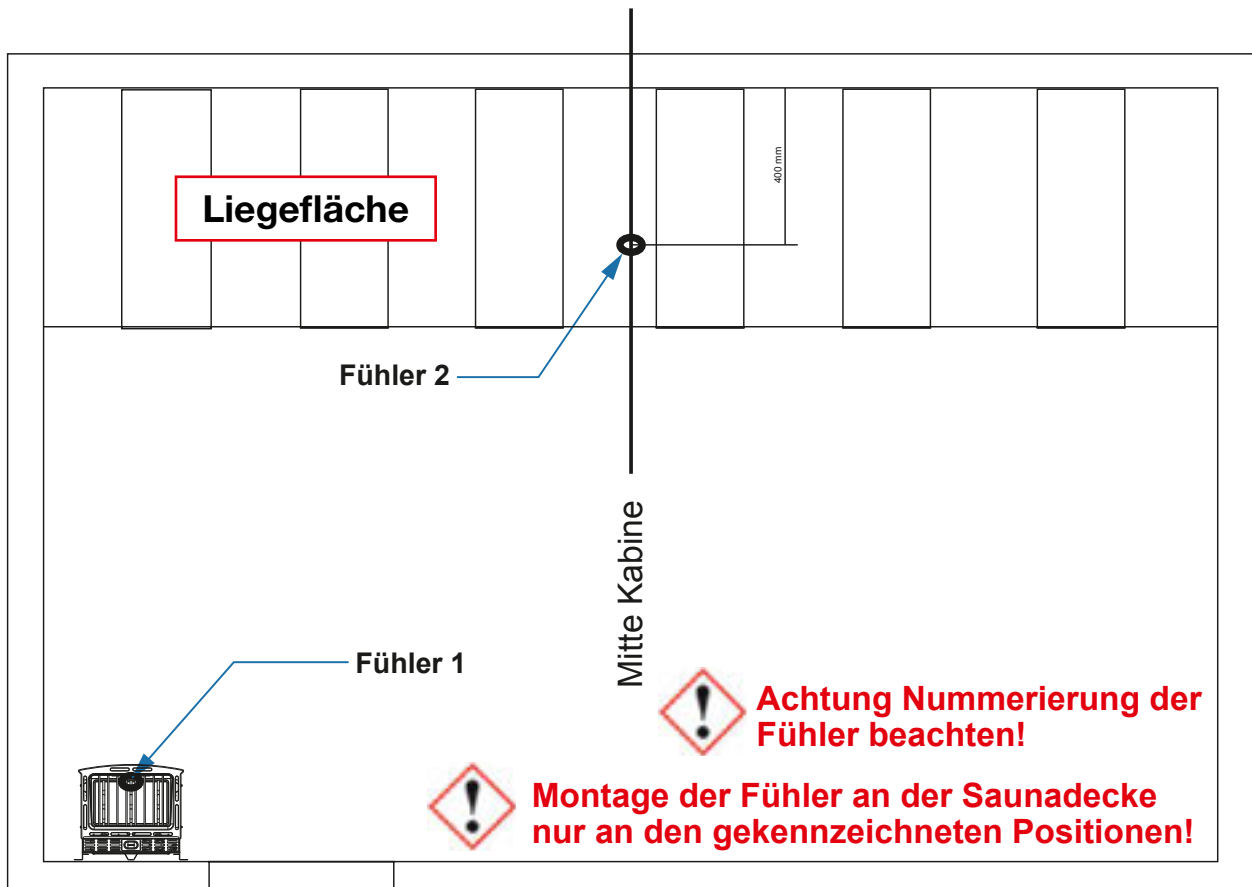 400 mm
Liegefläche
Fühler 2
Mitte Kabine
Fühler 1
Achtung Nummerierung der
Fühler beachten!
Montage der Fühler an der Saunadecke
nur an den gekennzeichneten Positionen!